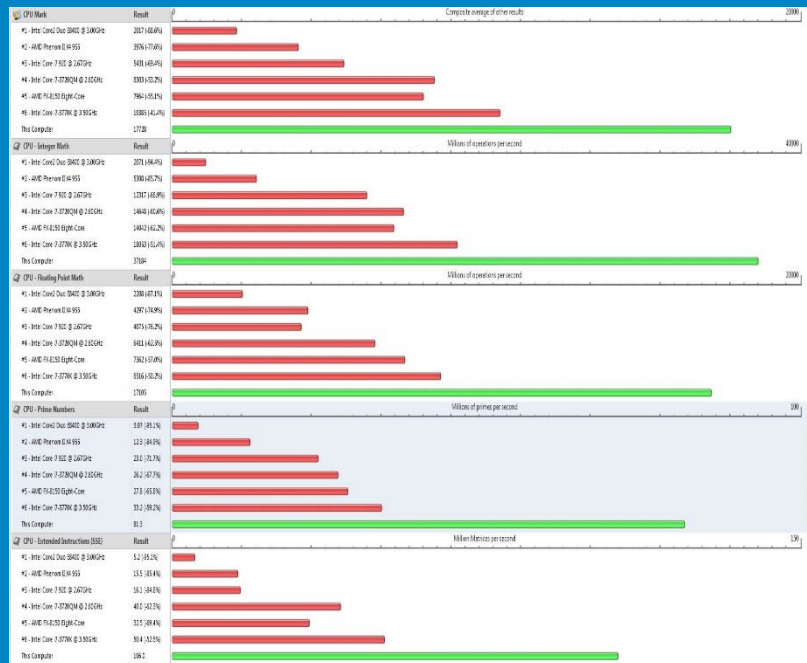 CPU Mark Result 0 Composite average of other results 20000
#1 - Intel Core2 Duo E8400 @ 3.00GHz 2017 (-88.6%)
#2 - AMD Phenom II X4 955 3976 (-77.6%)
#3 - Intel Core i7 920 @ 2.67GHz 5431 (-69.4%)
#4 - Intel Core i7-3720QM @ 2.60GHz 8303 (-53.2%)
#5 - AMD FX-8150 Eight-Core 7964 (-55.1%)
#6 - Intel Core i7-3770K @ 3.50GHz 10385 (-41.4%)
This Computer 17728
CPU - Integer Math Result 0 Millions of operations per second 40000
#1 - Intel Core2 Duo E8400 @ 3.00GHz 2071 (-94.4%)
#2 - AMD Phenom II X4 955 (-85.7%)
#3 - Intel Core i7 920 @ 2.67GHz 12317 (-66.9%)
#4 - Intel Core i7-3720QM @ 2.60GHz 14648 (-60.6%)
#5 - AMD FX-8150 Eight-Core 14042 (-62.2%)
#6 - Intel Core i7-3770K @ 3.50GHz (-51.4%)
This Computer 37184
CPU - Floating Point Math Result 0 Millions of operations per second 20000
#1 - Intel Core2 Duo E8400 @ 3.00GHz (-87.1%)
#2 - AMD Phenom II X4 955 4297 (-74.9%)
#3 - Intel Core i7 920 @ 2.67GHz 4075 (-76.2%)
#4 - Intel Core i7-3720QM @ 2.60GHz 6411 (-62.5%)
#5 - AMD FX-8150 Eight-Core 7362 (-57.0%)
#6 - Intel Core i7-3770K @ 3.50GHz (-50.2%)
This Computer 17105
CPU - Prime Numbers Result 0 Millions of primes per second 100
#1 - Intel Core2 Duo E8400 @ 3.00GHz 3.97 (-95.1%)
#2 - AMD Phenom II X4 955 12.3 (-84.9%)
#3 - Intel Core i7 920 @ 2.67GHz 23.0 (-71.7%)
#4 - Intel Core i7-3720QM @ 2.60GHz 26.2 (-67.7%)
#5 - AMD FX-8150 Eight-Core 27.8 (-65.8%)
#6 - Intel Core i7-3770K @ 3.50GHz 33.2 (-59.2%)
This Computer 81.3
CPU - Extended Instructions (SSE) Result 0 Million Matrices per second 150
#1 - Intel Core2 Duo E8400 @ 3.00GHz 5.2 (-95.1%)
#2 - AMD Phenom II X4 955 15.5 (-85.4%)
#3 - Intel Core i7 920 @ 2.67GHz 16.1 (-84.8%)
#4 - Intel Core i7-3720QM @ 2.60GHz 40.0 (-62.3%)
#5 - AMD FX-8150 Eight-Core 32.5 (-69.4%)
#6 - Intel Core i7-3770K @ 3.50GHz 50.4 (-52.5%)
This Computer 106.0